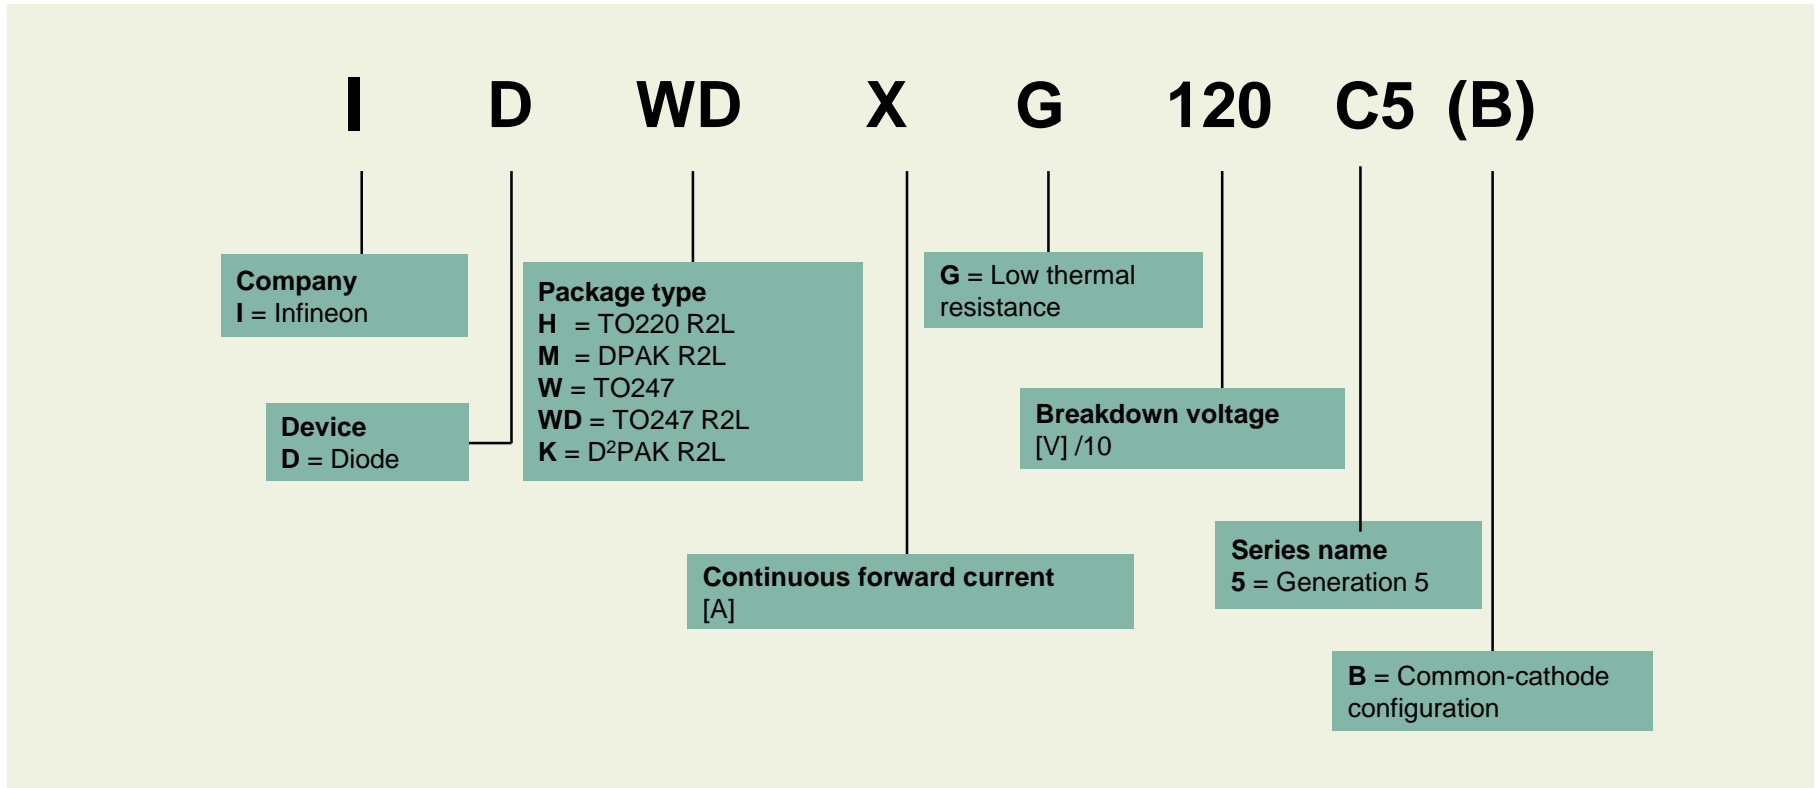 I D WD X G 120 C5 (B)
Company
I = Infineon
Device
D = Diode
Package type
H = TO220 R2L
M = DPAK R2L
W = TO247
WD = TO247 R2L
K = D²PAK R2L
Continuous forward current
[A]
G = Low thermal
resistance
Breakdown voltage
[V] /10
Series name
5 = Generation 5
B = Common-cathode
configuration